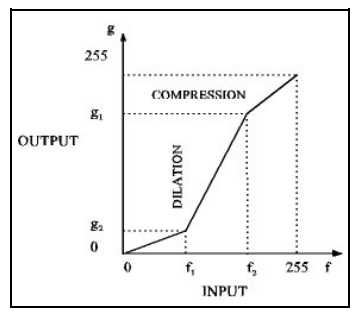 g
255
COMPRESSION
g1
OUTPUT
DILATION
g2
0
0 f1 f2 255 f
INPUT